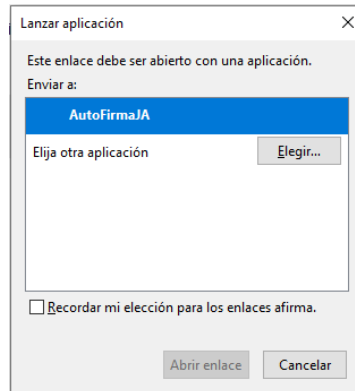 Lanzar aplicación
Este enlace debe ser abierto con una aplicación.
Enviar a:
AutoFirmaJA
Elija otra aplicación
Elegir...
Recordar mi elección para los enlaces afirma.
Abrir enlace
Cancelar